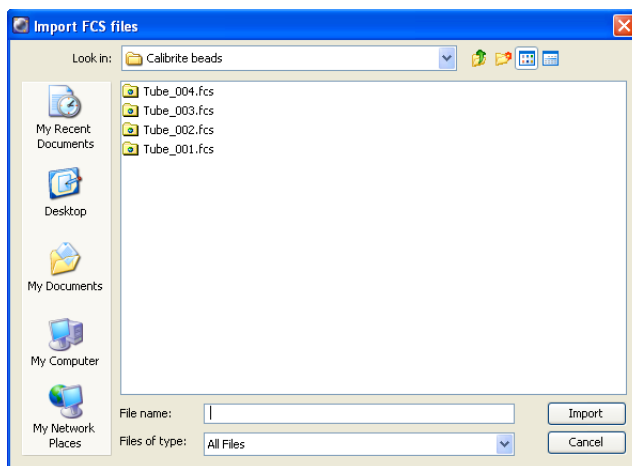 Import FCS files
Look in: Calibrite beads
Tube_004.fcs
Tube_003.fcs
Tube_002.fcs
Tube_001.fcs
My Recent
Documents
Desktop
My Documents
My Computer
My Network
Places
File name:
Import
Files of type: All Files
Cancel